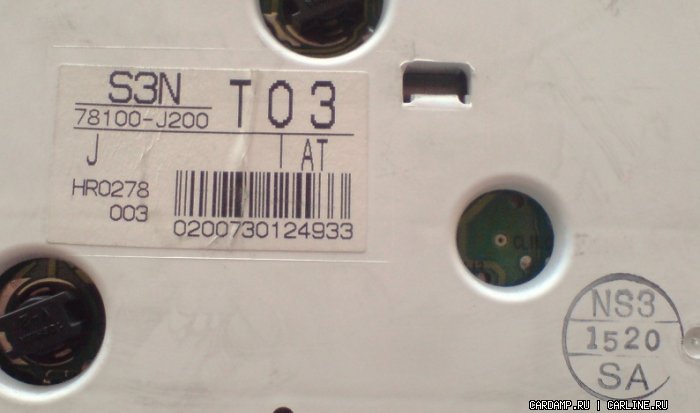 S3N T03
78100-J200
J AT
HR0278
003
0200730124933
NS3
1520
SA
CARDAMP.RU | CARLINE.RU